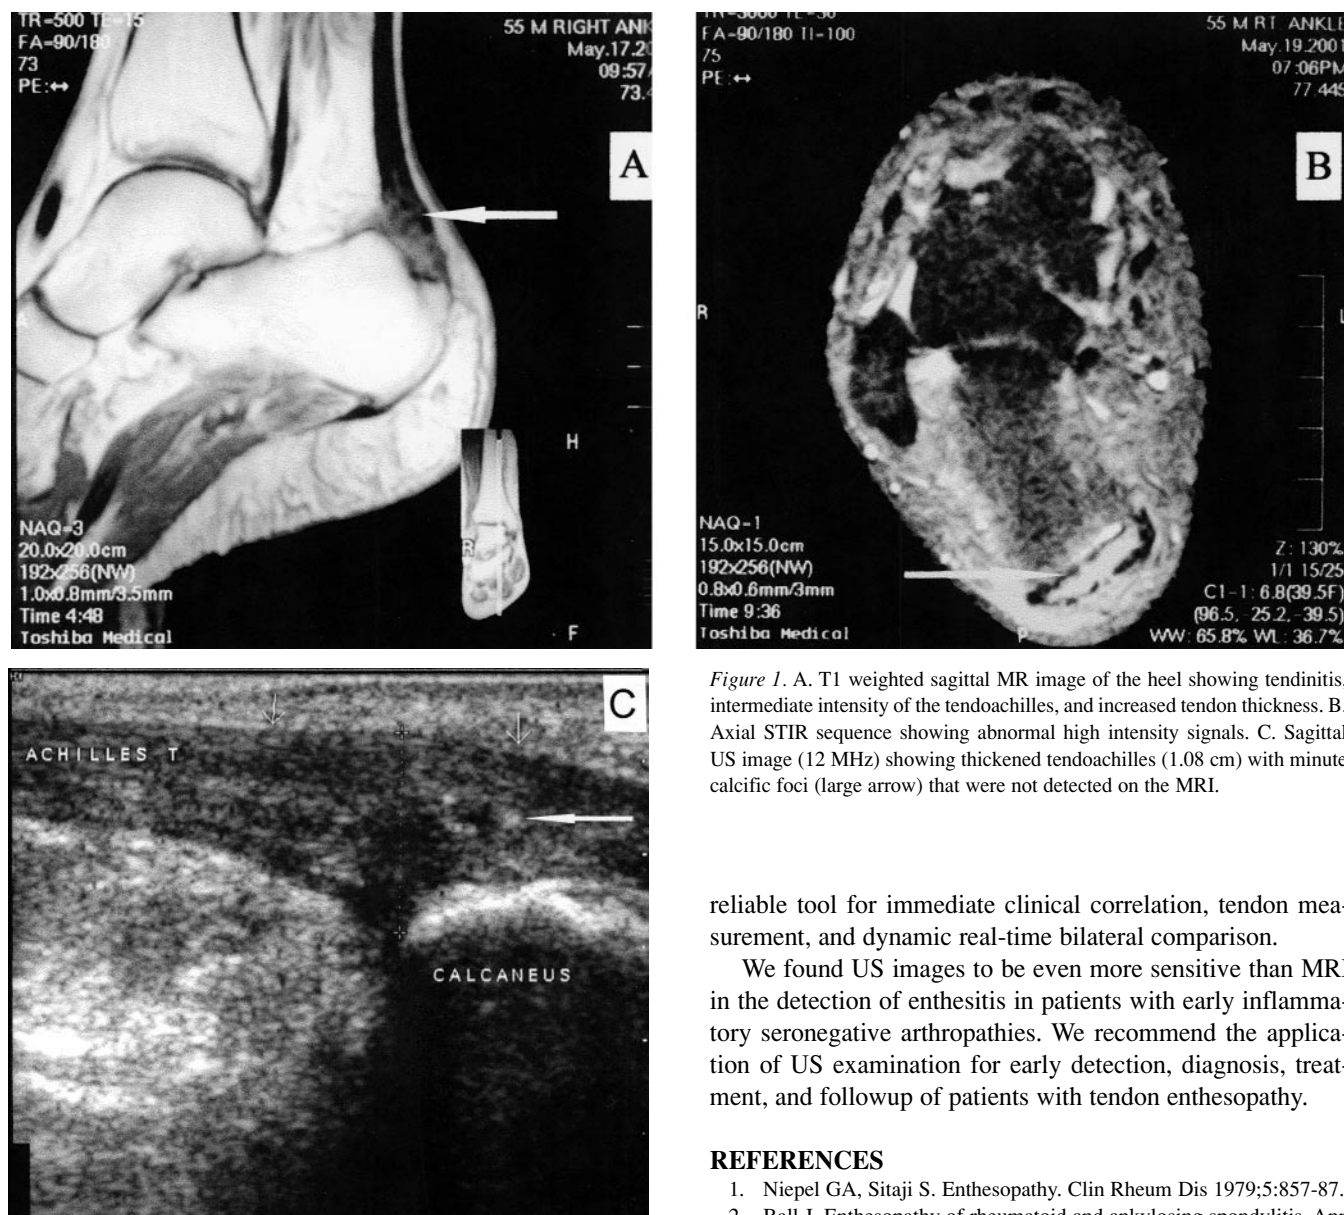 TR=500 TE=15
FA=90/180
73
PE:↔
55 M RIGHT
May.17.
09:57
73.
A
H
R
NAQ=3
20.0x20.0cm
192x256(NW)
1.0x0.8mm/3.5mm
Time 4:48
Toshiba Medical
F
FA=90/180 TI=100
75
PE:↔
55 M RT. ANKLE
May.19.2001
07:06PM
77.445
B
R
L
NAQ=1
15.0x15.0cm
192x256(NW)
0.8x0.6mm/3mm
Time 9:36
Toshiba Medical
P
Z: 130%
1/1 15/25
C1-1: 6.8(39.5F)
(96.5,-25.2,-39.5)
WW: 65.8% WL: 36.7%
C
ACHILLES T
CALCANEUS
Figure 1. A. T1 weighted sagittal MR image of the heel showing tendinitis,
intermediate intensity of the tendoachilles, and increased tendon thickness. B.
Axial STIR sequence showing abnormal high intensity signals. C. Sagittal
US image (12 MHz) showing thickened tendoachilles (1.08 cm) with minute
calcific foci (large arrow) that were not detected on the MRI.
reliable tool for immediate clinical correlation, tendon mea-
surement, and dynamic real-time bilateral comparison.
We found US images to be even more sensitive than MRI
in the detection of enthesitis in patients with early inflamma-
tory seronegative arthropathies. We recommend the applica-
tion of US examination for early detection, diagnosis, treat-
ment, and followup of patients with tendon enthesopathy.
REFERENCES
1. Niepel GA, Sitaji S. Enthesopathy. Clin Rheum Dis 1979;5:857-87.
2. Ball J. Enthesopathy of rheumatoid and ankylosing spondylitis. Ann